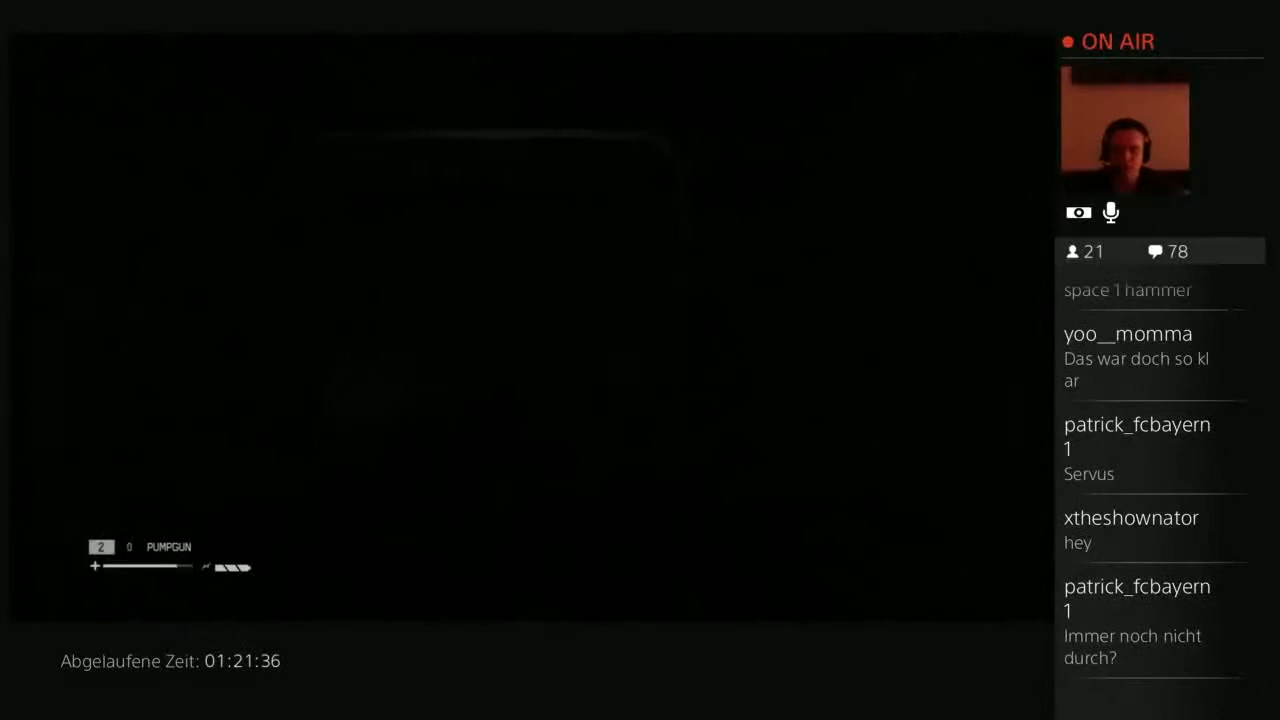 ON AIR
21 78
space 1 hammer
yoo__momma
Das war doch so kl
ar
patrick_fcbayern
1
Servus
xtheshownator
hey
patrick_fcbayern
1
Immer noch nicht
durch?
2 0 PUMPGUN
Abgelaufene Zeit: 01:21:36